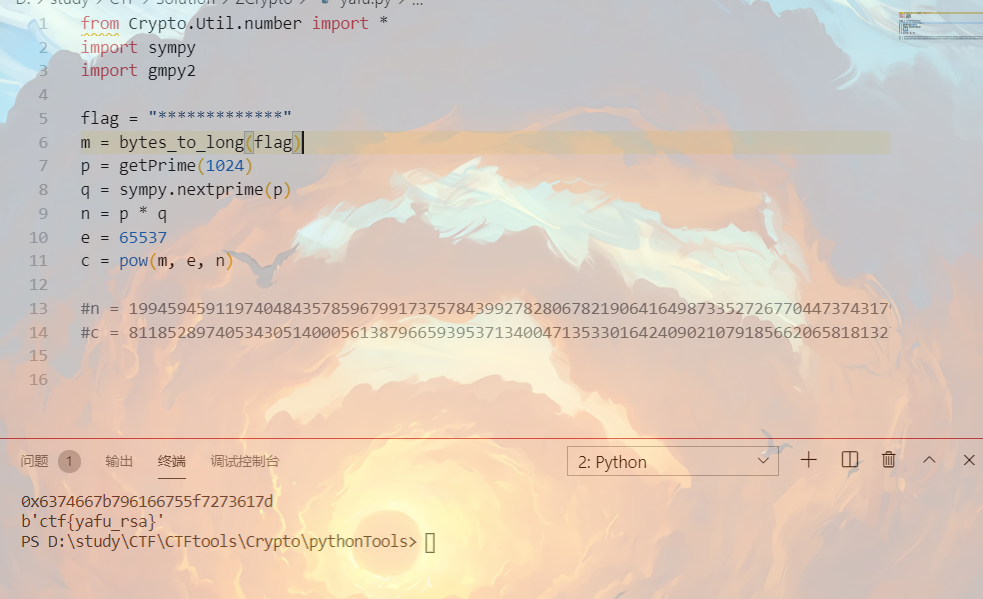 D: > study > CTF > Solution > 2Crypto > yafu.py > ...
1 from Crypto.Util.number import *
2 import sympy
3 import gmpy2
4
5 flag = "*************"
6 m = bytes_to_long(flag)
7 p = getPrime(1024)
8 q = sympy.nextprime(p)
9 n = p * q
10 e = 65537
11 c = pow(m, e, n)
12
13 #n = 19945945911974048435785967991737578439927828067821906416498733527267704473743179
14 #c = 8118528974053430514000561387966593953713400471353301642409021079185662065818132
15
16
问题 1 输出 终端 调试控制台 2: Python
0x6374667b796166755f7273617d
b'ctf{yafu_rsa}'
PS D:\study\CTF\CTFtools\Crypto\pythonTools>